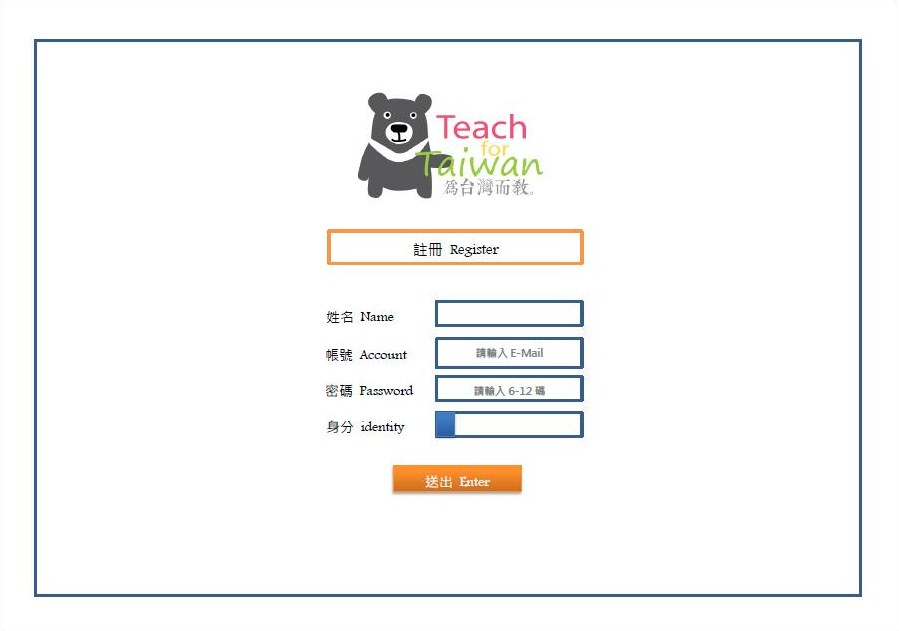 Teach
for
Taiwan
為台灣而教。
註冊 Register
姓名 Name
帳號 Account
請輸入 E-Mail
密碼 Password
請輸入 6-12 碼
身分 identity
送出 Enter